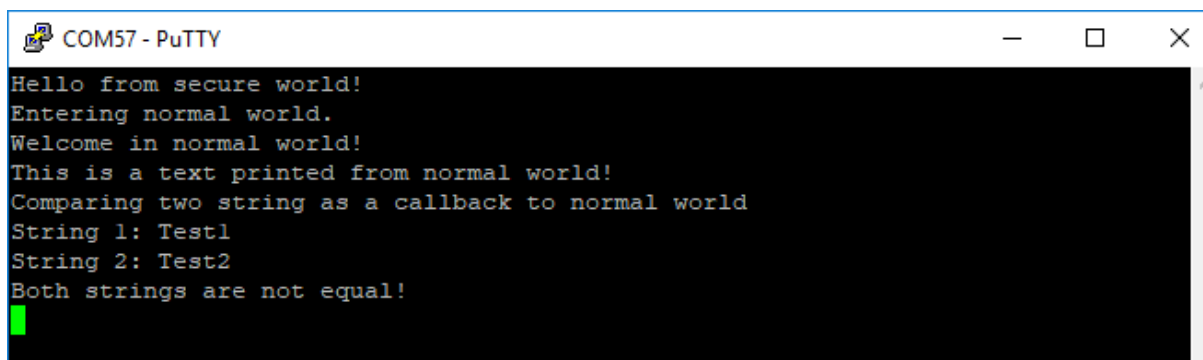 COM57 - PuTTY
Hello from secure world!
Entering normal world.
Welcome in normal world!
This is a text printed from normal world!
Comparing two string as a callback to normal world
String 1: Test1
String 2: Test2
Both strings are not equal!